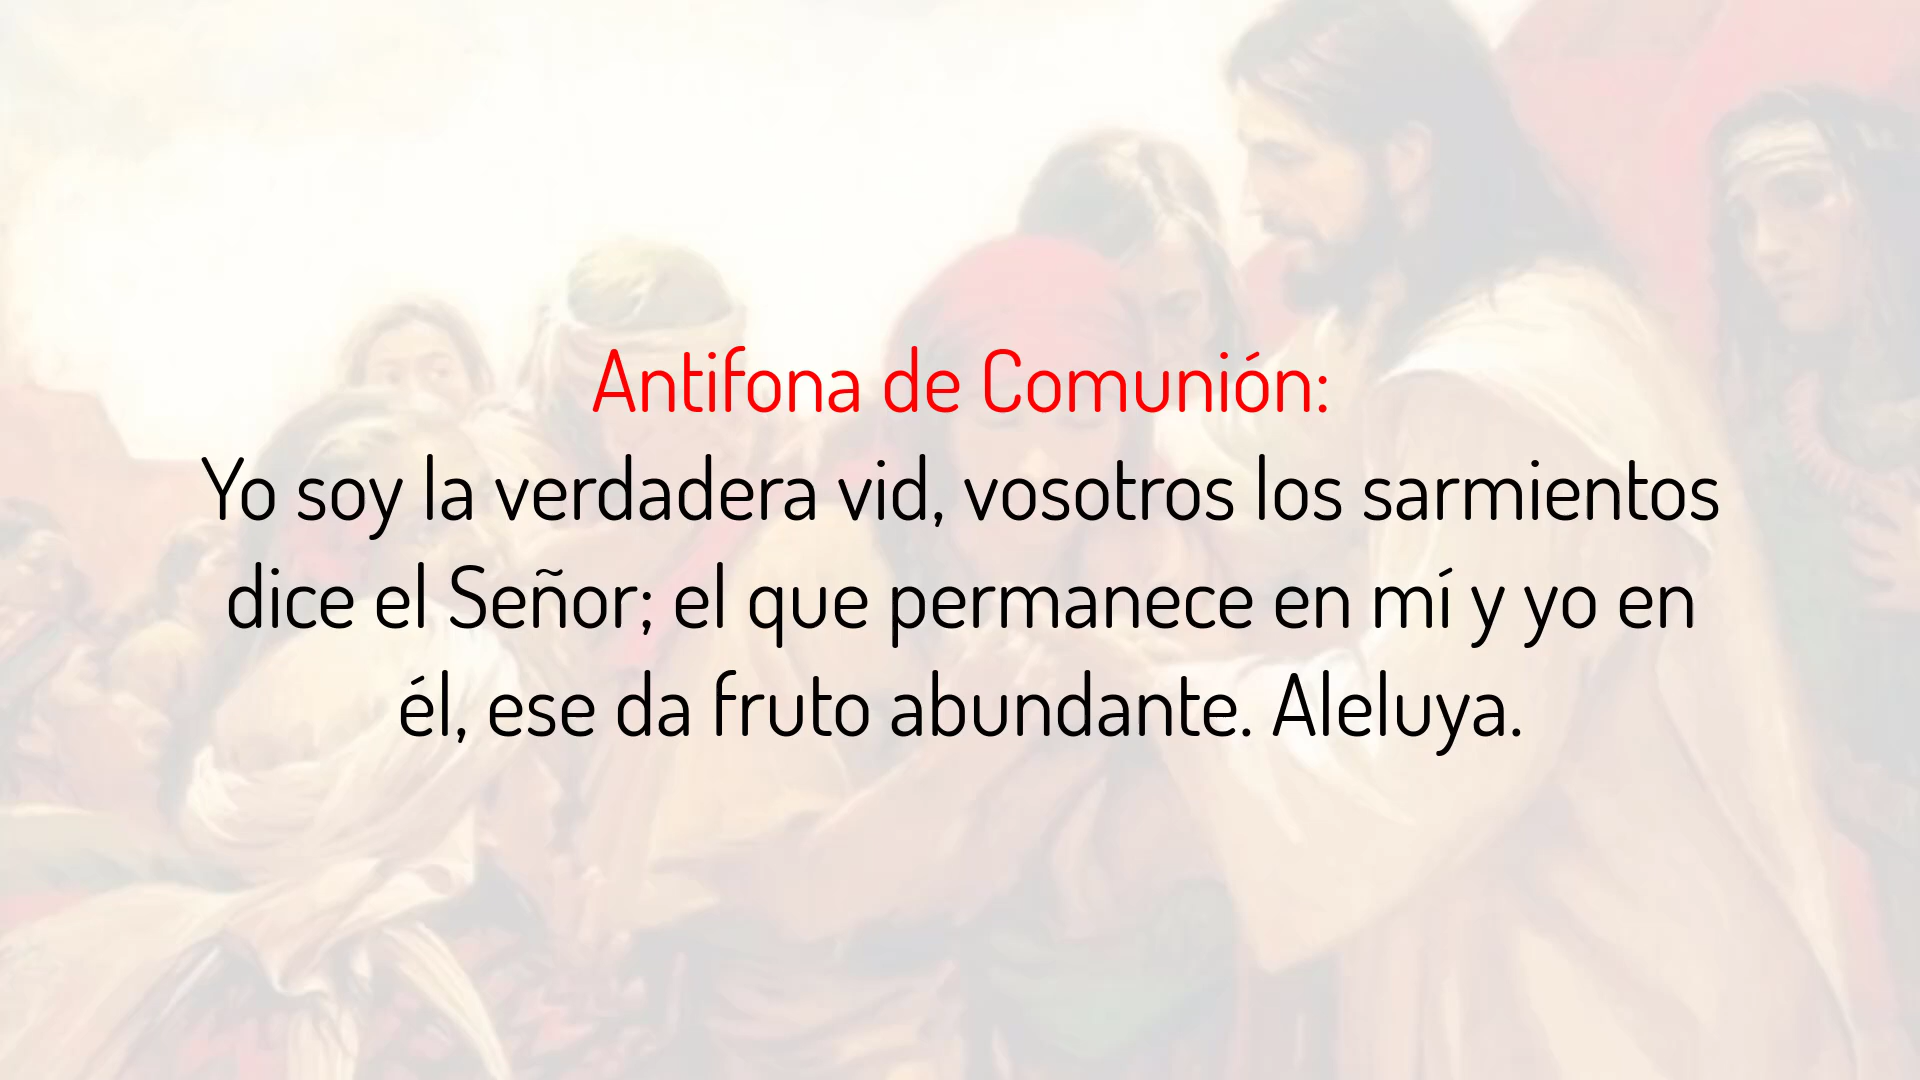 Antifona de Comunión:
Yo soy la verdadera vid, vosotros los sarmientos
dice el Señor; el que permanece en mí y yo en
él, ese da fruto abundante. Aleluya.